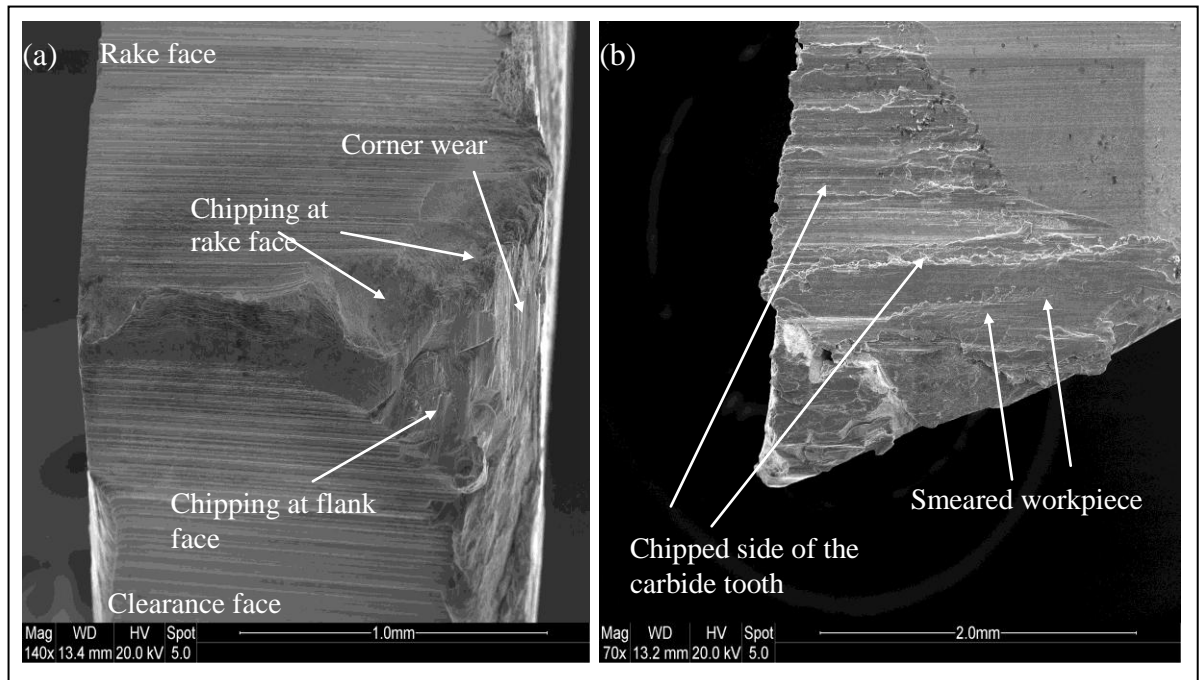 (a)
Rake face
Corner wear
Chipping at
rake face
Chipping at flank
face
Clearance face
Mag WD HV Spot
140x 13.4 mm 20.0 kV 5.0
1.0mm
(b)
Smeared workpiece
Chipped side of the
carbide tooth
Mag WD HV Spot
70x 13.2 mm 20.0 kV 5.0
2.0mm